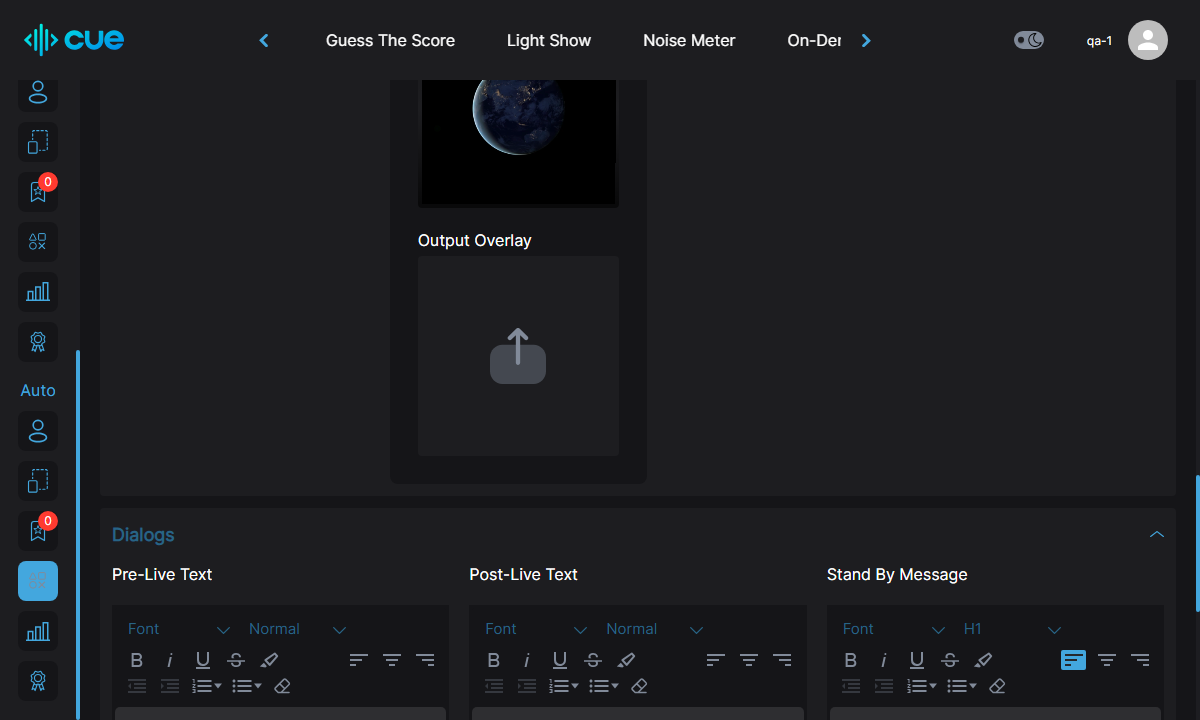 cue
Guess The Score
Light Show
Noise Meter
On-Der
qa-1
0
Auto
0
Output Overlay
Dialogs
Pre-Live Text
Post-Live Text
Stand By Message
Font
Normal
Font
Normal
Font
H1